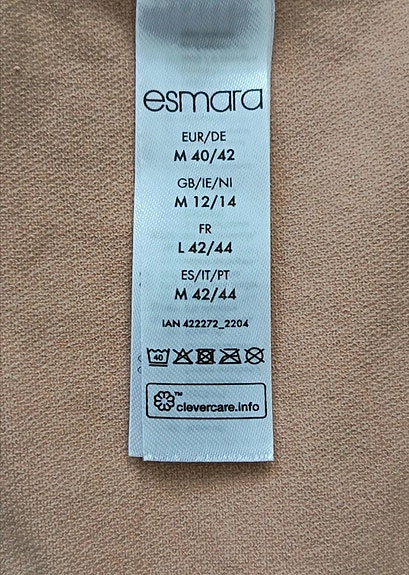 esmara
EUR/DE
M 40/42
GB/IE/NI
M 12/14
FR
L 42/44
ES/IT/PT
M 42/44
IAN 422272_2204
40
™
clevercare.info